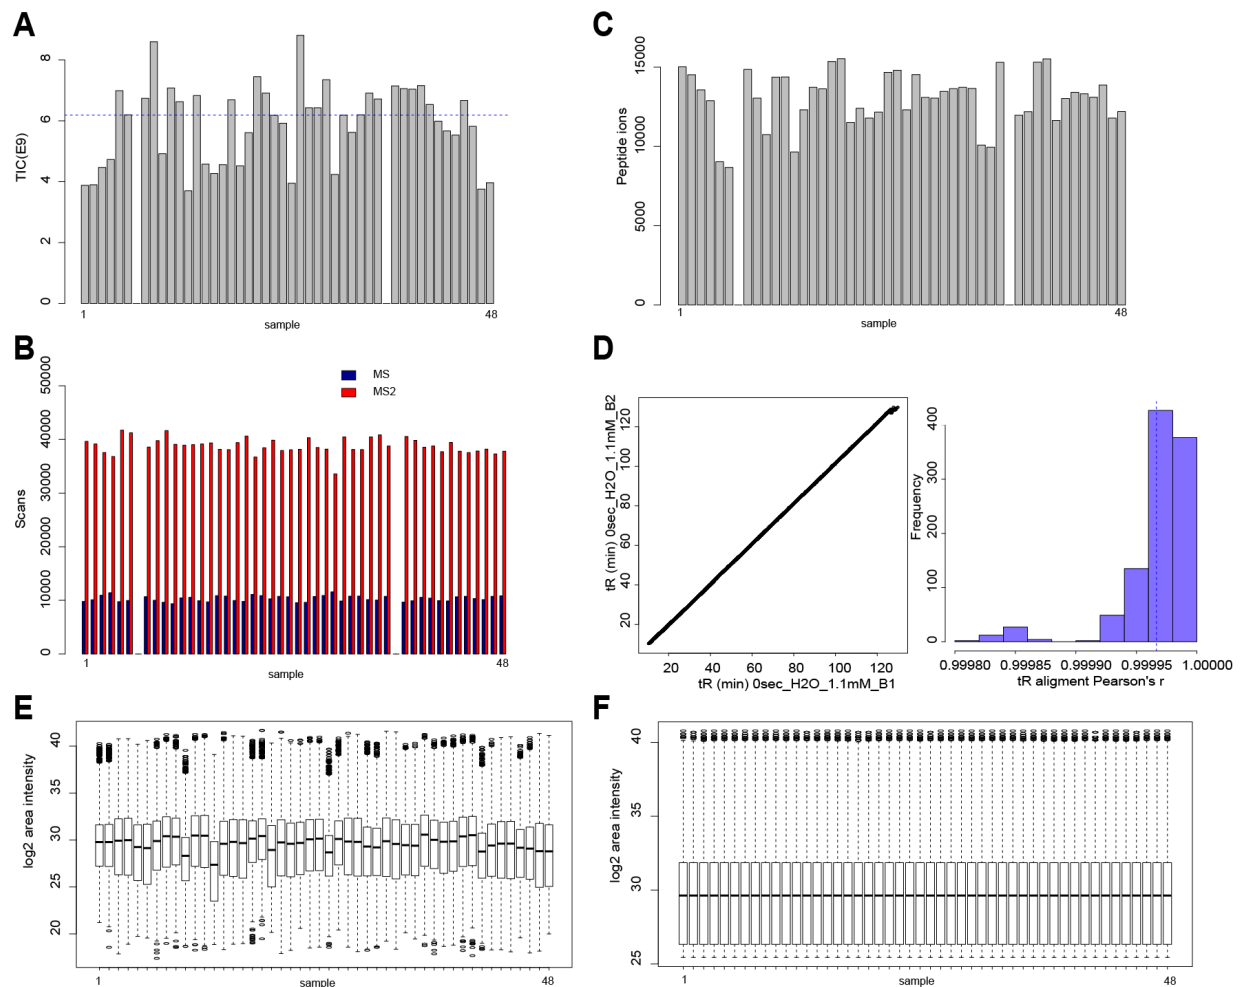 A
TIC(E9)
8
6
4
2
0
1
sample
48
C
Peptide ions
15000
10000
5000
0
1
sample
48
B
Scans
50000
40000
30000
20000
10000
0
MS
MS2
1
sample
48
D
tR (min) 0sec_H2O_1.1mM_B2
120
100
80
60
40
20
20 40 60 80 100 120
tR (min) 0sec_H2O_1.1mM_B1
Frequency
400
300
200
100
0
0.99980 0.99985 0.99990 0.99995 1.00000
tR aligment Pearson's r
E
log2 area intensity
40
35
30
25
20
1
sample
48
F
log2 area intensity
40
35
30
25
1
sample
48